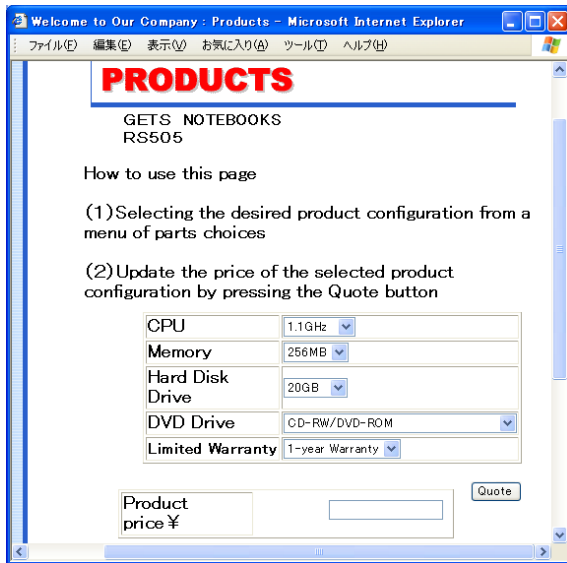 Welcome to Our Company : Products - Microsoft Internet Explorer
ファイル(F) 編集(E) 表示(V) お気に入り(A) ツール(T) ヘルプ(H)
PRODUCTS
GETS NOTEBOOKS
RS505
How to use this page
(1)Selecting the desired product configuration from a
menu of parts choices
(2)Update the price of the selected product
configuration by pressing the Quote button
CPU 1.1GHz
Memory 256MB
Hard Disk
Drive 20GB
DVD Drive CD-RW/DVD-ROM
Limited Warranty 1-year Warranty
Quote
Product
price¥